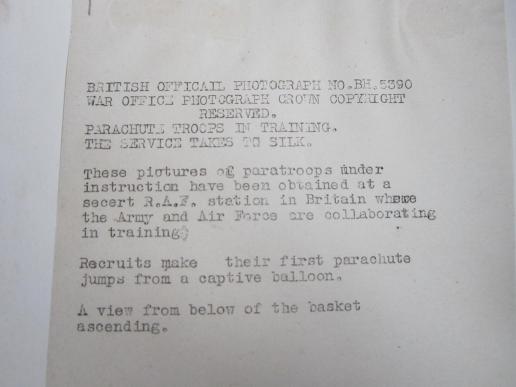 BRITISH OFFICAIL PHOTOGRAPH NO.BH.5390
WAR OFFICE PHOTOGRAPH CROWN COPYRIGHT
RESERVED.
PARACHUTE TROOPS IN TRAINING.
THE SERVICE TAKES TO SILK.
These pictures of paratroops under
instruction have been obtained at a
secert R.A.F. station in Britain where
the Army and Air Force are collaborating
in training;
Recruits make their first parachute
jumps from a captive balloon.
A view from below of the basket
ascending.